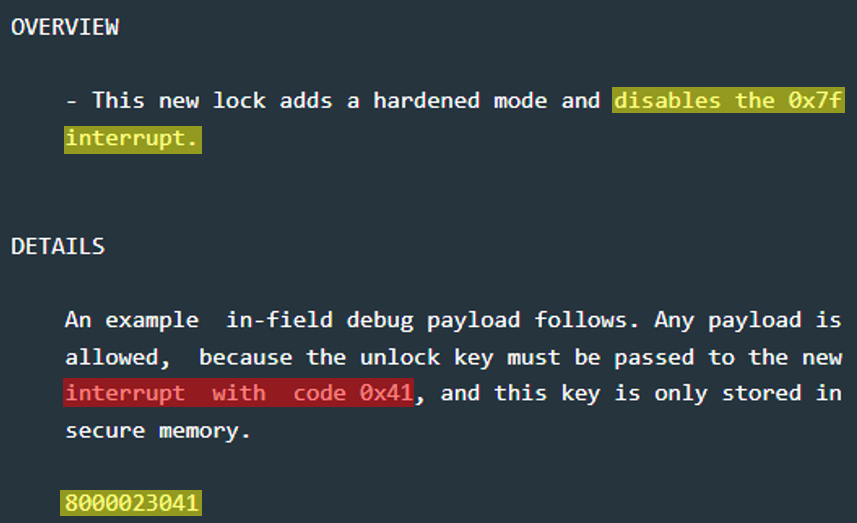 OVERVIEW
- This new lock adds a hardened mode and disables the 0x7f
interrupt.
DETAILS
An example  in-field debug payload follows. Any payload is
allowed,  because the unlock key must be passed to the new
interrupt  with  code 0x41, and this key is only stored in
secure memory.
8000023041